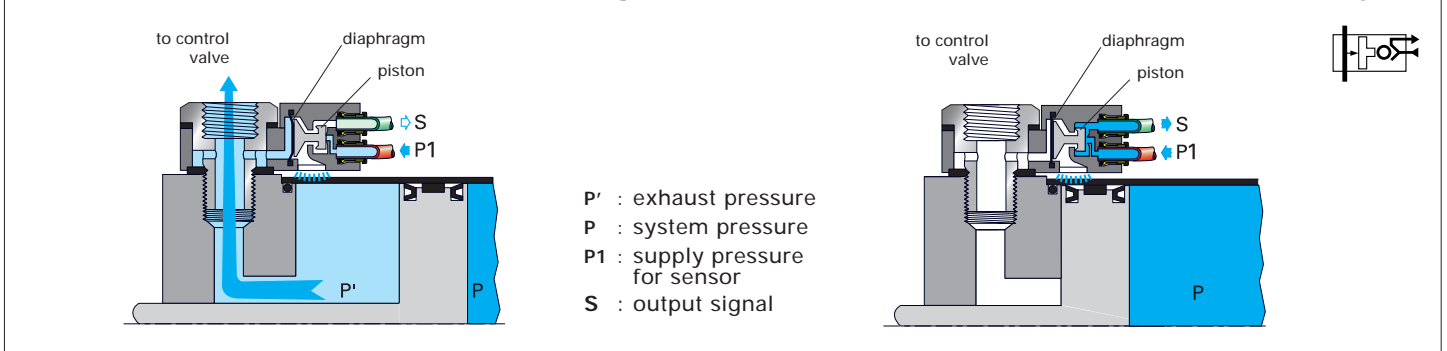 to control
valve
diaphragm
piston
S
P1
P'
P
P' : exhaust pressure
P : system pressure
P1 : supply pressure
for sensor
S : output signal
to control
valve
diaphragm
piston
S
P1
P